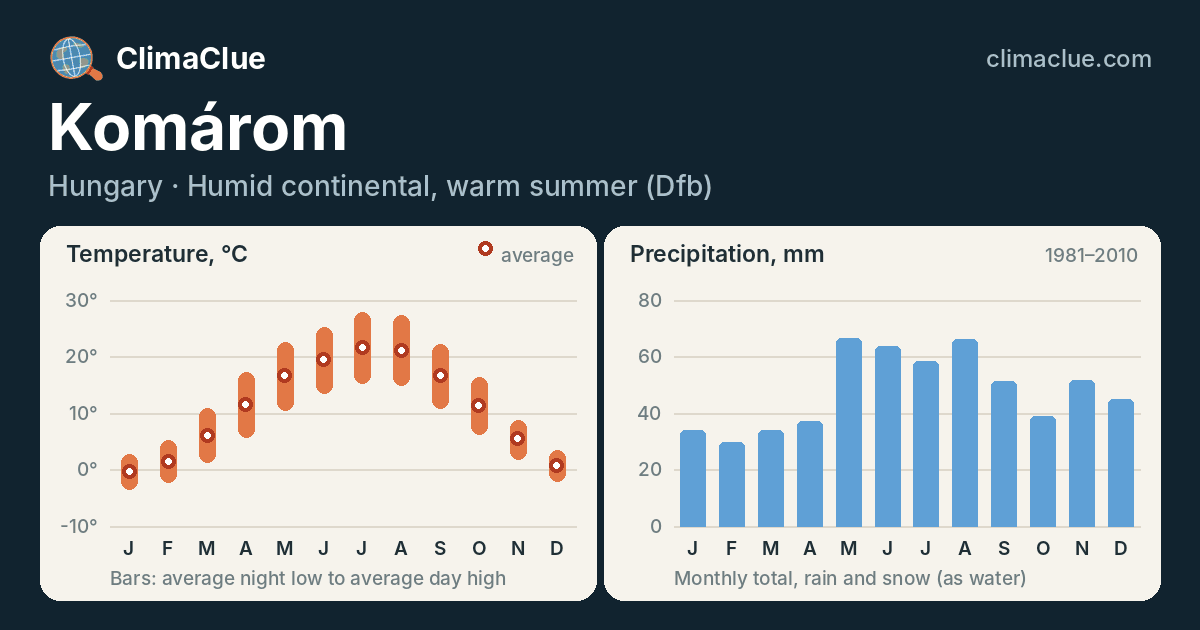 ClimaClue
climaclue.com
Komárom
Hungary · Humid continental, warm summer (Dfb)
Temperature, °C
average
30°
20°
10°
0°
-10°
J F M A M J J A S O N D
Bars: average night low to average day high
Precipitation, mm
1981–2010
80
60
40
20
0
J F M A M J J A S O N D
Monthly total, rain and snow (as water)